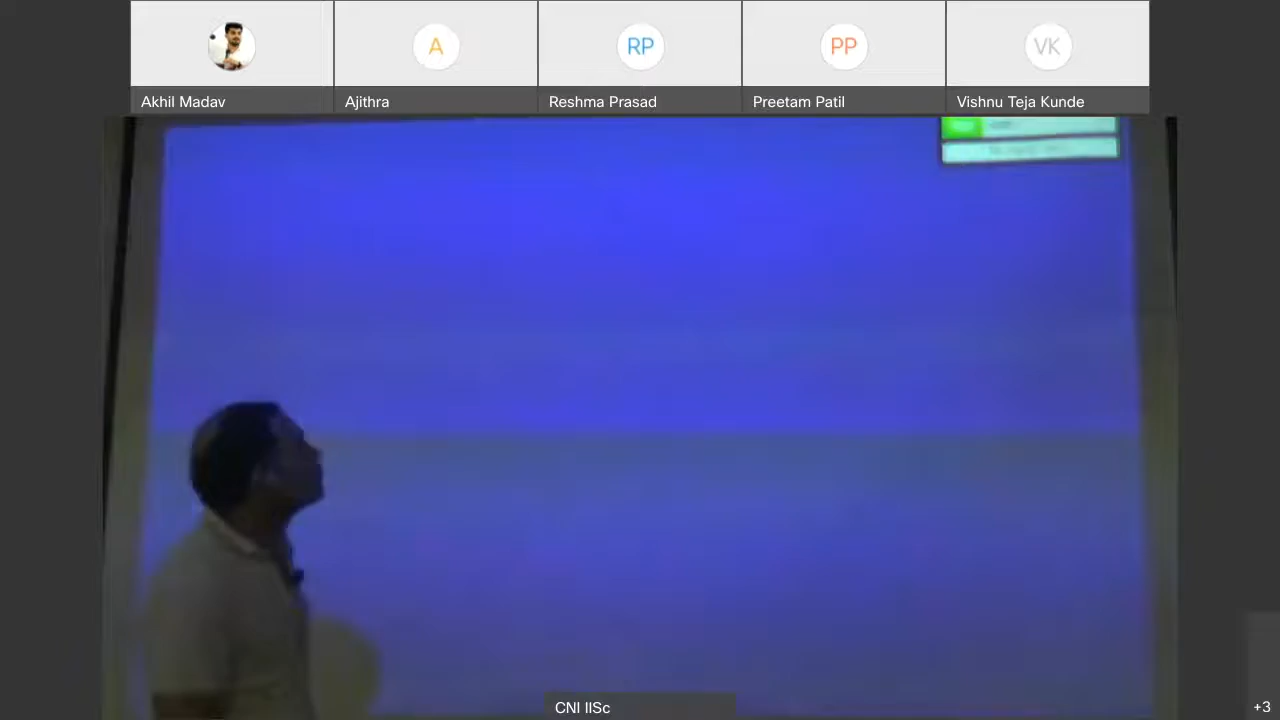 A
RP
PP
VK
Akhil Madav
Ajithra
Reshma Prasad
Preetam Patil
Vishnu Teja Kunde
CNI IISc
+3